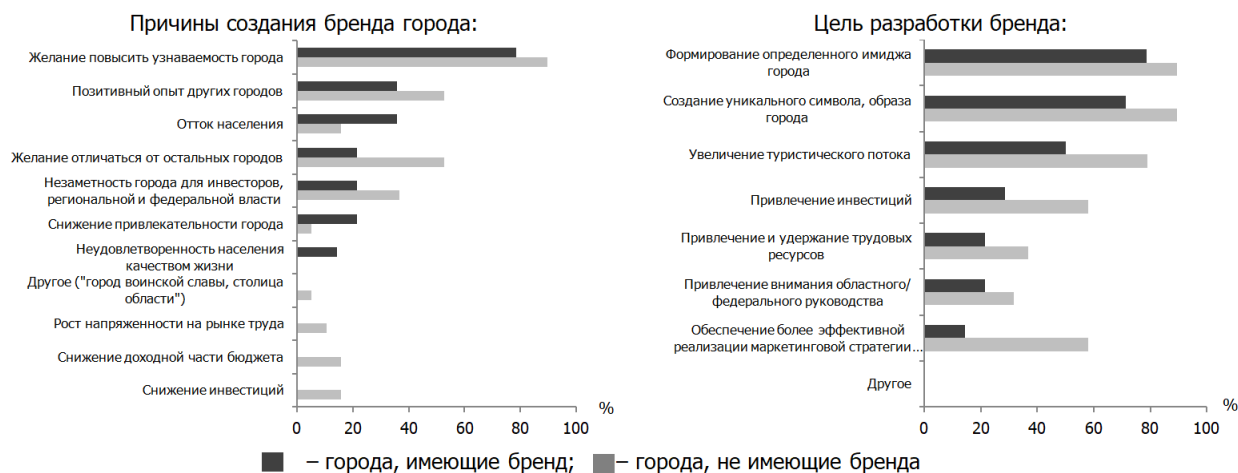 Причины создания бренда города:
Желание повысить узнаваемость города
Позитивный опыт других городов
Отток населения
Желание отличаться от остальных городов
Незаметность города для инвесторов,
региональной и федеральной власти
Снижение привлекательности города
Неудовлетворенность населения
качеством жизни
Другое ("город воинской славы, столица
области")
Рост напряженности на рынке труда
Снижение доходной части бюджета
Снижение инвестиций
0 20 40 60 80 100 %
Цель разработки бренда:
Формирование определенного имиджа
города
Создание уникального символа, образа
города
Увеличение туристического потока
Привлечение инвестиций
Привлечение и удержание трудовых
ресурсов
Привлечение внимания областного/
федерального руководства
Обеспечение более эффективной
реализации маркетинговой стратегии...
Другое
0 20 40 60 80 100 %
– города, имеющие бренд; – города, не имеющие бренда